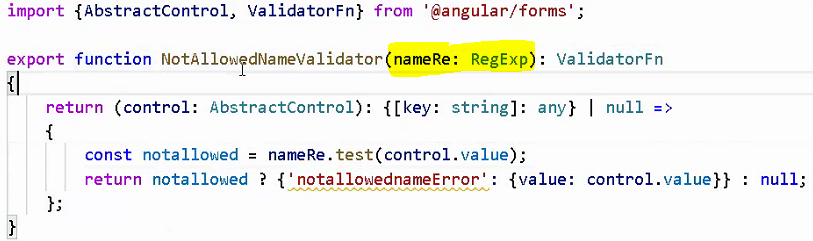 import {AbstractControl, ValidatorFn} from '@angular/forms';
export function NotAllowedNameValidator(nameRe: RegExp): ValidatorFn
{
return (control: AbstractControl): {[key: string]: any} | null =>
{
const notallowed = nameRe.test(control.value);
return notallowed ? {'notallowednameError': {value: control.value}} : null;
};
}